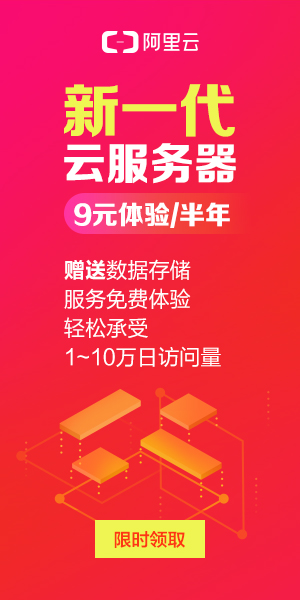 阿里云
新一代
云服务器
9元体验/半年
赠送数据存储
服务免费体验
轻松承受
1~10万日访问量
限时领取